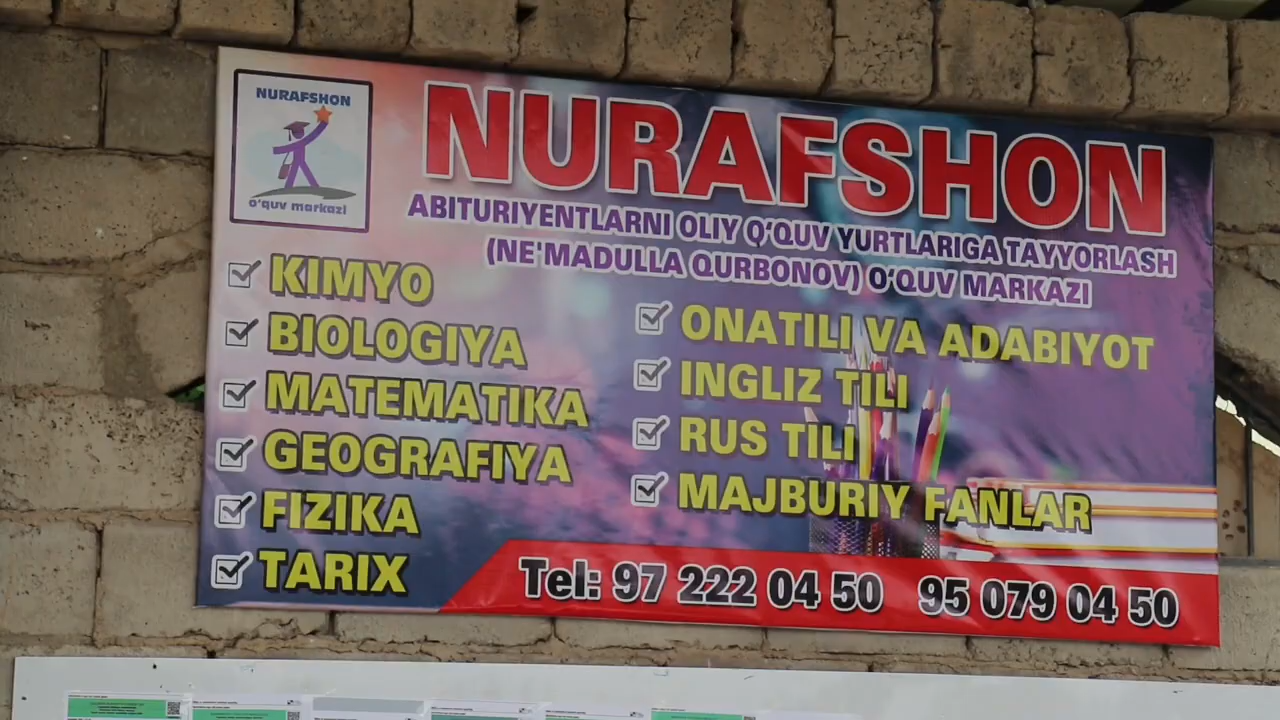 NURAFSHON
o'quv markazi
NURAFSHON
ABITURIYENTLARNI OLIY O‘QUV YURTLARIGA TAYYORLASH
(NE'MADULLA QURBONOV) O‘QUV MARKAZI
KIMYO
BIOLOGIYA
MATEMATIKA
GEOGRAFIYA
FIZIKA
TARIX
ONATILI VA ADABIYOT
INGLIZ TILI
RUS TILI
MAJBURIY FANLAR
Tel: 97 222 04 50 95 079 04 50